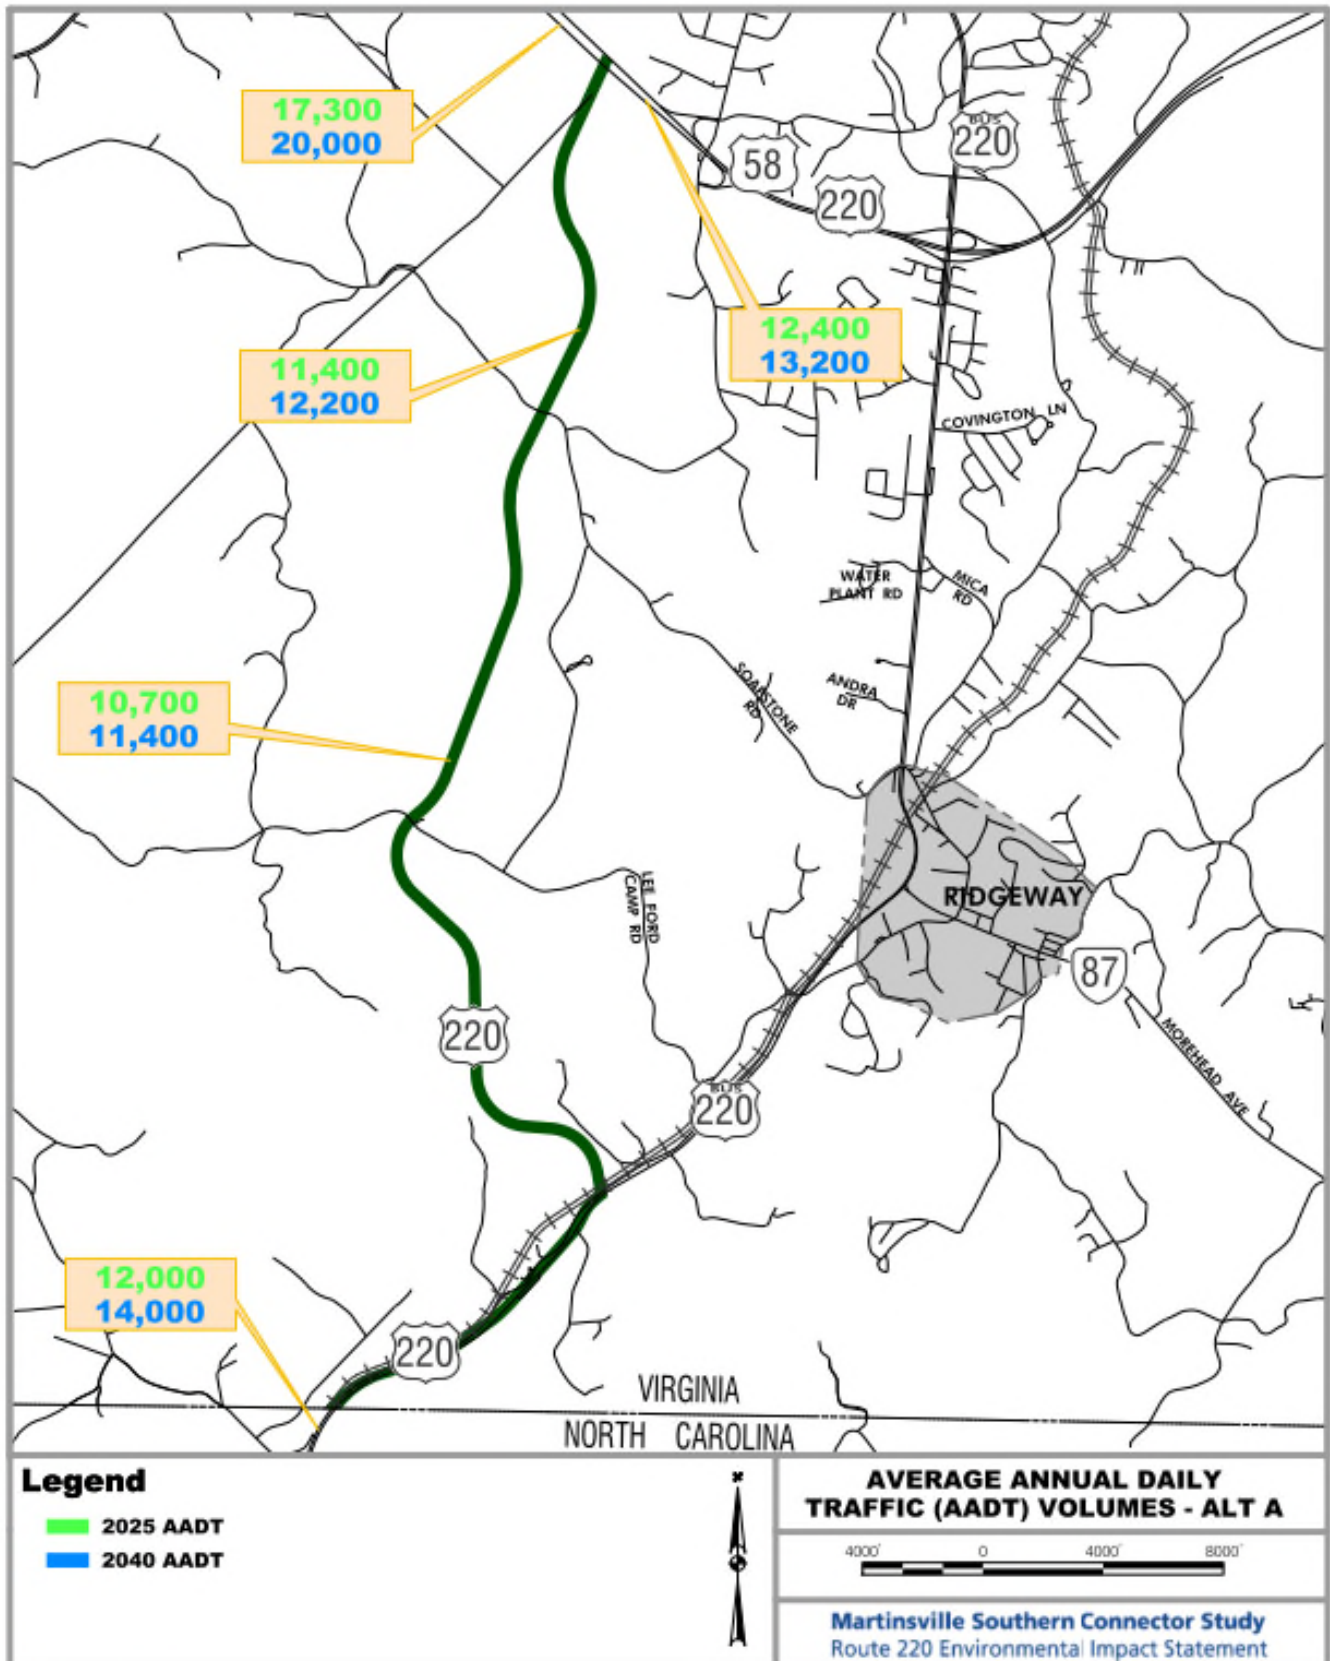 17,300
20,000
58
220
BUS
220
12,400
13,200
11,400
12,200
COVINGTON LN
WATER
PLANT RD
MICA
RD
SOAPSTONE
RD
ANDRA
DR
10,700
11,400
LEE FORD
CAMP RD
RIDGEWAY
87
MOREHEAD AVE
220
BUS
220
12,000
14,000
220
VIRGINIA
NORTH CAROLINA
Legend
2025 AADT
2040 AADT
AVERAGE ANNUAL DAILY
TRAFFIC (AADT) VOLUMES - ALT A
4000' 0 4000' 8000'
Martinsville Southern Connector Study
Route 220 Environmental Impact Statement